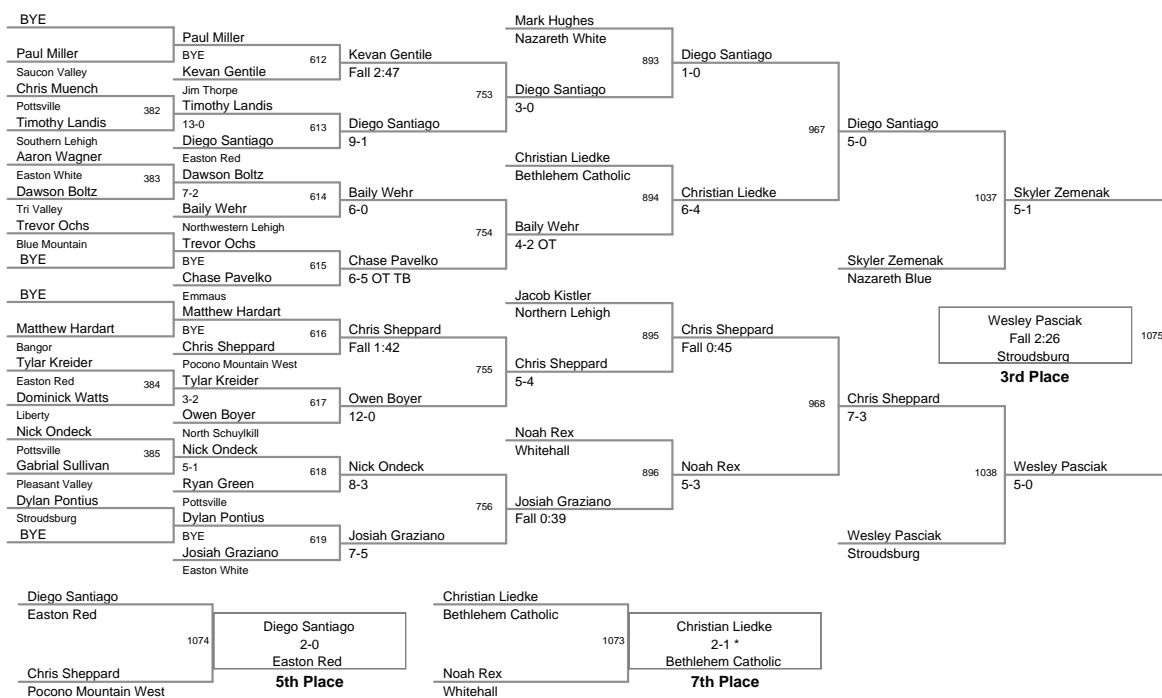 BYE
Paul Miller
Saucon Valley
Chris Muench
Pottsville
382
Timothy Landis
Southern Lehigh
Aaron Wagner
Easton White
383
Dawson Boltz
Tri Valley
Trevor Ochs
Blue Mountain
BYE
BYE
Matthew Hardart
Bangor
Tylar Kreider
Easton Red
384
Dominick Watts
Liberty
Nick Ondeck
Pottsville
385
Gabrial Sullivan
Pleasant Valley
Dylan Pontius
Stroudsburg
BYE
Paul Miller
BYE
612
Kevan Gentile
Jim Thorpe
Timothy Landis
13-0
613
Diego Santiago
Easton Red
Dawson Boltz
7-2
614
Baily Wehr
Northwestern Lehigh
Trevor Ochs
BYE
615
Chase Pavelko
Emmaus
Matthew Hardart
BYE
616
Chris Sheppard
Pocono Mountain West
Tylar Kreider
3-2
617
Owen Boyer
North Schuylkill
Nick Ondeck
5-1
618
Ryan Green
Pottsville
Dylan Pontius
BYE
619
Josiah Graziano
Easton White
Kevan Gentile
Fall 2:47
753
Diego Santiago
9-1
Baily Wehr
6-0
754
Chase Pavelko
6-5 OT TB
Chris Sheppard
Fall 1:42
755
Owen Boyer
12-0
Nick Ondeck
8-3
756
Josiah Graziano
7-5
Mark Hughes
Nazareth White
893
Diego Santiago
3-0
Christian Liedke
Bethlehem Catholic
894
Baily Wehr
4-2 OT
Jacob Kistler
Northern Lehigh
895
Chris Sheppard
5-4
Noah Rex
Whitehall
896
Josiah Graziano
Fall 0:39
Diego Santiago
1-0
967
Christian Liedke
6-4
Chris Sheppard
Fall 0:45
968
Noah Rex
5-3
Diego Santiago
5-0
1037
Skyler Zemenak
Nazareth Blue
Chris Sheppard
7-3
1038
Wesley Pasciak
Stroudsburg
Skyler Zemenak
5-1
Wesley Pasciak
Fall 2:26
Stroudsburg
1075
3rd Place
Wesley Pasciak
5-0
Diego Santiago
Easton Red
1074
Chris Sheppard
Pocono Mountain West
Diego Santiago
2-0
Easton Red
5th Place
Christian Liedke
Bethlehem Catholic
1073
Noah Rex
Whitehall
Christian Liedke
2-1 *
Bethlehem Catholic
7th Place